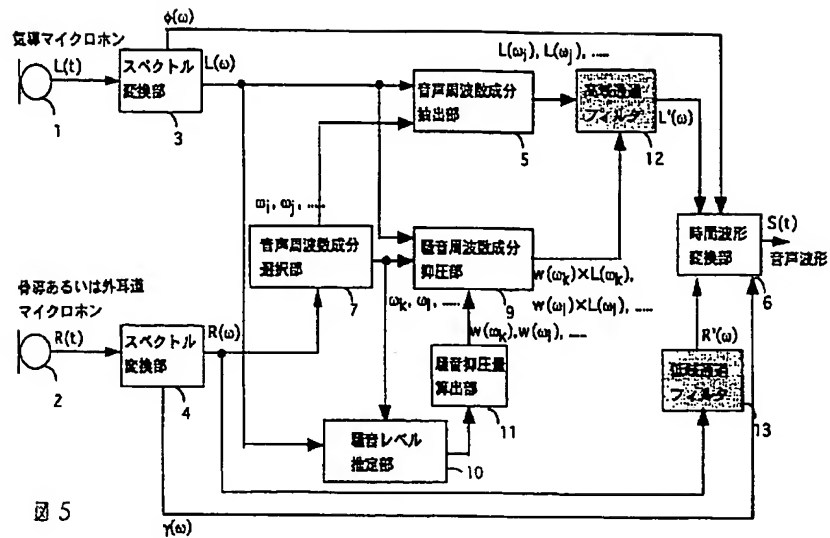 φ(ω)
気導マイクロホン
L(t)
1
スペクトル
変換部
3
L(ω)
L(ωi), L(ωj), ....
音声周波数成分
抽出部
5
高域透過
フィルタ
12
L'(ω)
ωi, ωj, ....
音声周波数成分
選択部
7
騒音周波数成分
抑圧部
9
ωk, ωl, ....
w(ωk)×L(ωk),
w(ωl)×L(ωl), ....
時間波形
変換部
6
S(t)
音声波形
骨導あるいは外耳道
マイクロホン
R(t)
2
スペクトル
変換部
4
R(ω)
w(ωk),w(ωl), ....
騒音抑圧量
算出部
11
R'(ω)
低域透過
フィルタ
13
騒音レベル
推定部
10
図 5
γ(ω)